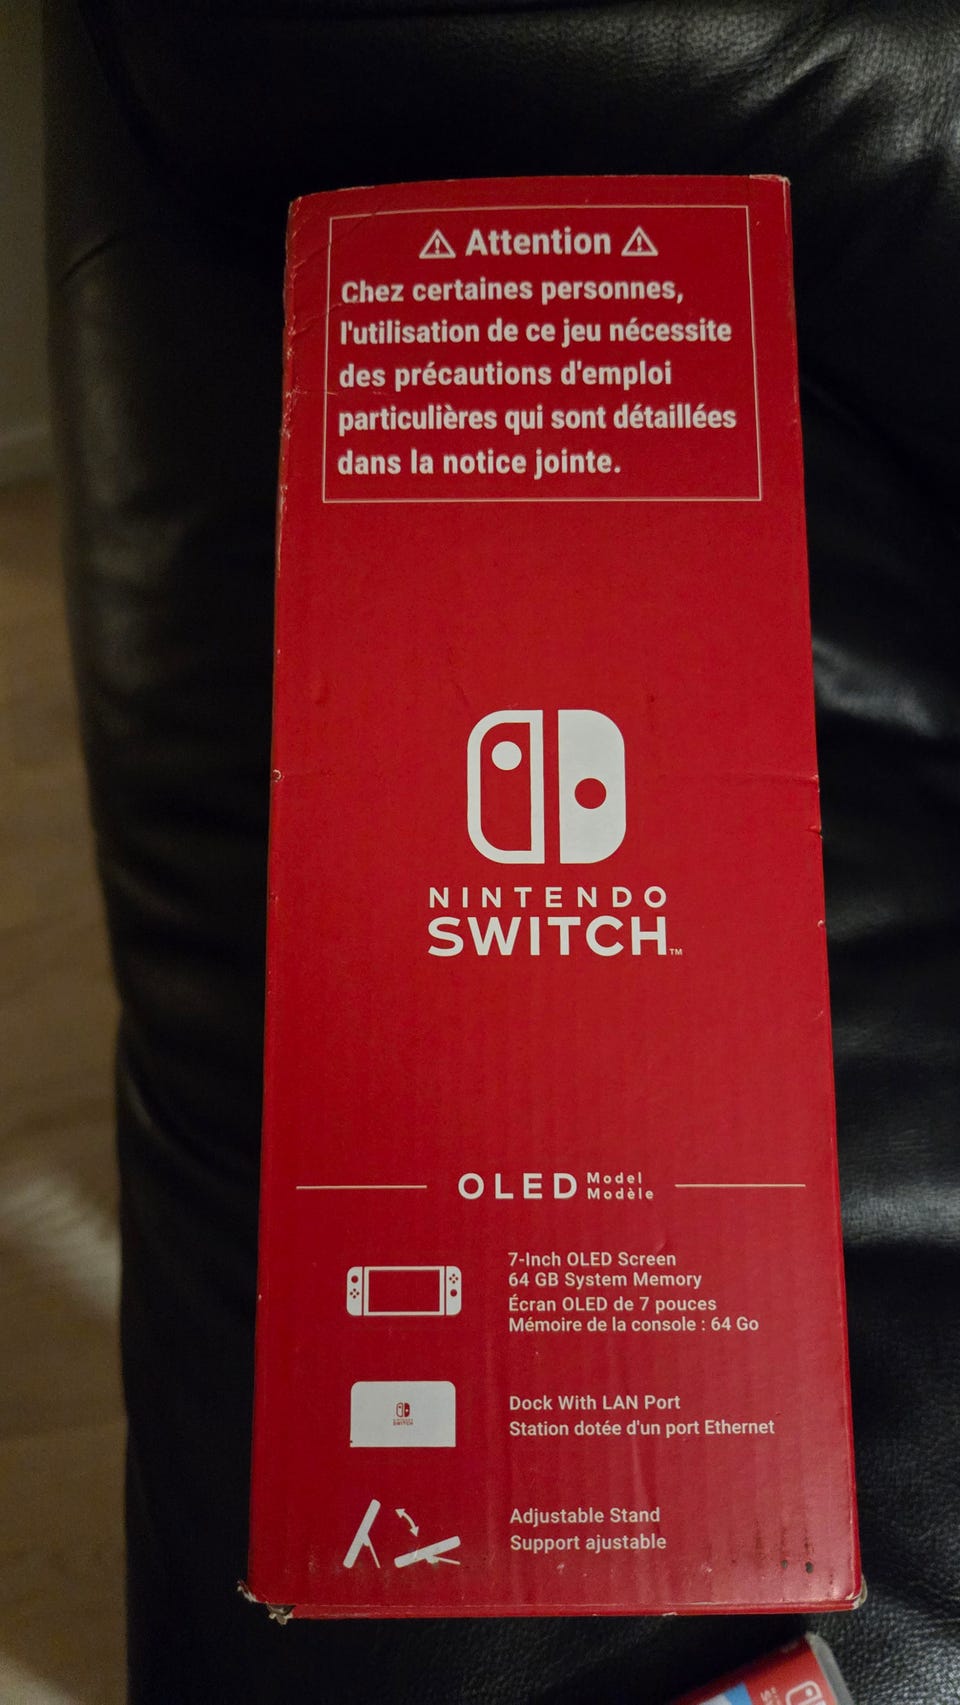 Attention
Chez certaines personnes,
l'utilisation de ce jeu nécessite
des précautions d'emploi
particulières qui sont détaillées
dans la notice jointe.
NINTENDO
SWITCH™
OLED Model
Modèle
7-Inch OLED Screen
64 GB System Memory
Écran OLED de 7 pouces
Mémoire de la console : 64 Go
Dock With LAN Port
Station dotée d'un port Ethernet
Adjustable Stand
Support ajustable